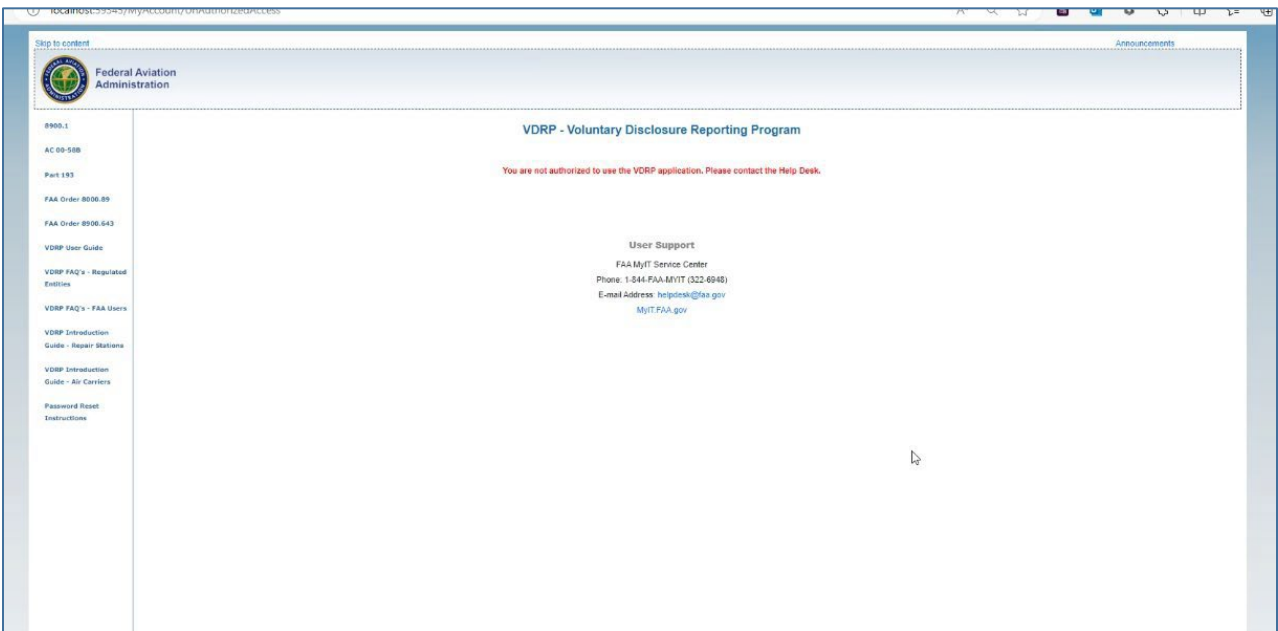 localhost:59345/MyAccount/UnAuthorizedAccess
Skip to content
Announcements
Federal Aviation
Administration
8900.1
AC 00-58B
Part 193
FAA Order 8000.89
FAA Order 8900.643
VDRP User Guide
VDRP FAQ's - Regulated
Entities
VDRP FAQ's - FAA Users
VDRP Introduction
Guide - Repair Stations
VDRP Introduction
Guide - Air Carriers
Password Reset
Instructions
VDRP - Voluntary Disclosure Reporting Program
You are not authorized to use the VDRP application. Please contact the Help Desk.
User Support
FAA MyIT Service Center
Phone: 1-844-FAA-MYIT (322-6948)
E-mail Address: helpdesk@faa.gov
MyIT.FAA.gov